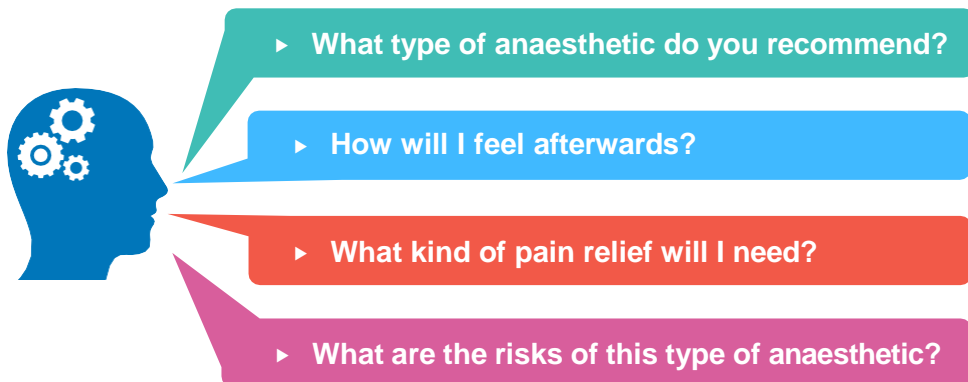 ▸ What type of anaesthetic do you recommend?
▸ How will I feel afterwards?
▸ What kind of pain relief will I need?
▸ What are the risks of this type of anaesthetic?